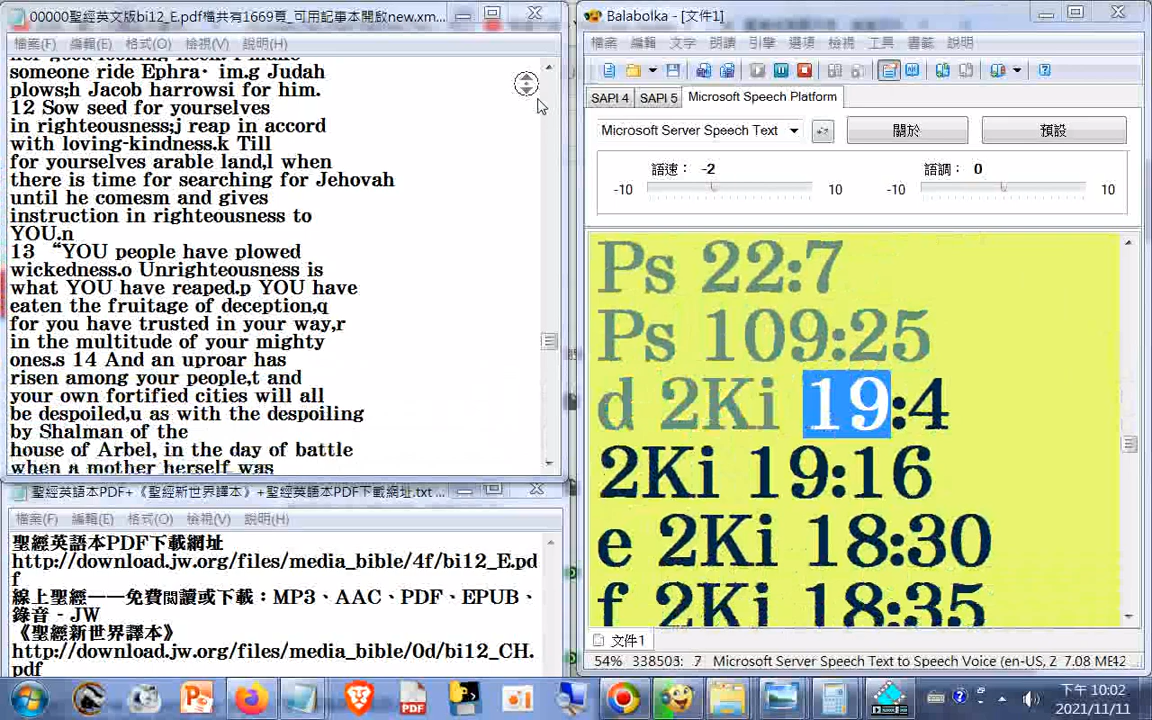 00000聖經英文版bi12_E.pdf檔共有1669頁_可用記事本開啟new.xm...
檔案(F) 編輯(E) 格式(O) 檢視(V) 說明(H)
someone ride Ephra· im.g Judah
plows;h Jacob harrowsi for him.
12 Sow seed for yourselves
in righteousness;j reap in accord
with loving-kindness.k Till
for yourselves arable land,l when
there is time for searching for Jehovah
until he comesm and gives
instruction in righteousness to
YOU.n
13 “YOU people have plowed
wickedness.o Unrighteousness is
what YOU have reaped.p YOU have
eaten the fruitage of deception,q
for you have trusted in your way,r
in the multitude of your mighty
ones.s 14 And an uproar has
risen among your people,t and
your own fortified cities will all
be despoiled,u as with the despoiling
by Shalman of the
house of Arbel, in the day of battle
when a mother herself was
聖經英語本PDF+《聖經新世界譯本》+聖經英語本PDF下載網址.txt ...
檔案(F) 編輯(E) 格式(O) 檢視(V) 說明(H)
聖經英語本PDF下載網址
http://download.jw.org/files/media_bible/4f/bi12_E.pd
f
線上聖經——免費閱讀或下載：MP3、AAC、PDF、EPUB、
錄音 - JW
《聖經新世界譯本》
http://download.jw.org/files/media_bible/0d/bi12_CH.
pdf
Balabolka - [文件1]
檔案 編輯 文字 朗讀 引擎 選項 檢視 工具 書籤 說明
SAPI 4 SAPI 5 Microsoft Speech Platform
Microsoft Server Speech Text 關於 預設
語速： -2 語調： 0
-10 10 -10 10
Ps 22:7
Ps 109:25
d 2Ki 19:4
2Ki 19:16
e 2Ki 18:30
f 2Ki 18:35
文件1
54% 338503: 7 Microsoft Server Speech Text to Speech Voice (en-US, Z 7.08 ME42
PDF
下午 10:02
2021/11/11